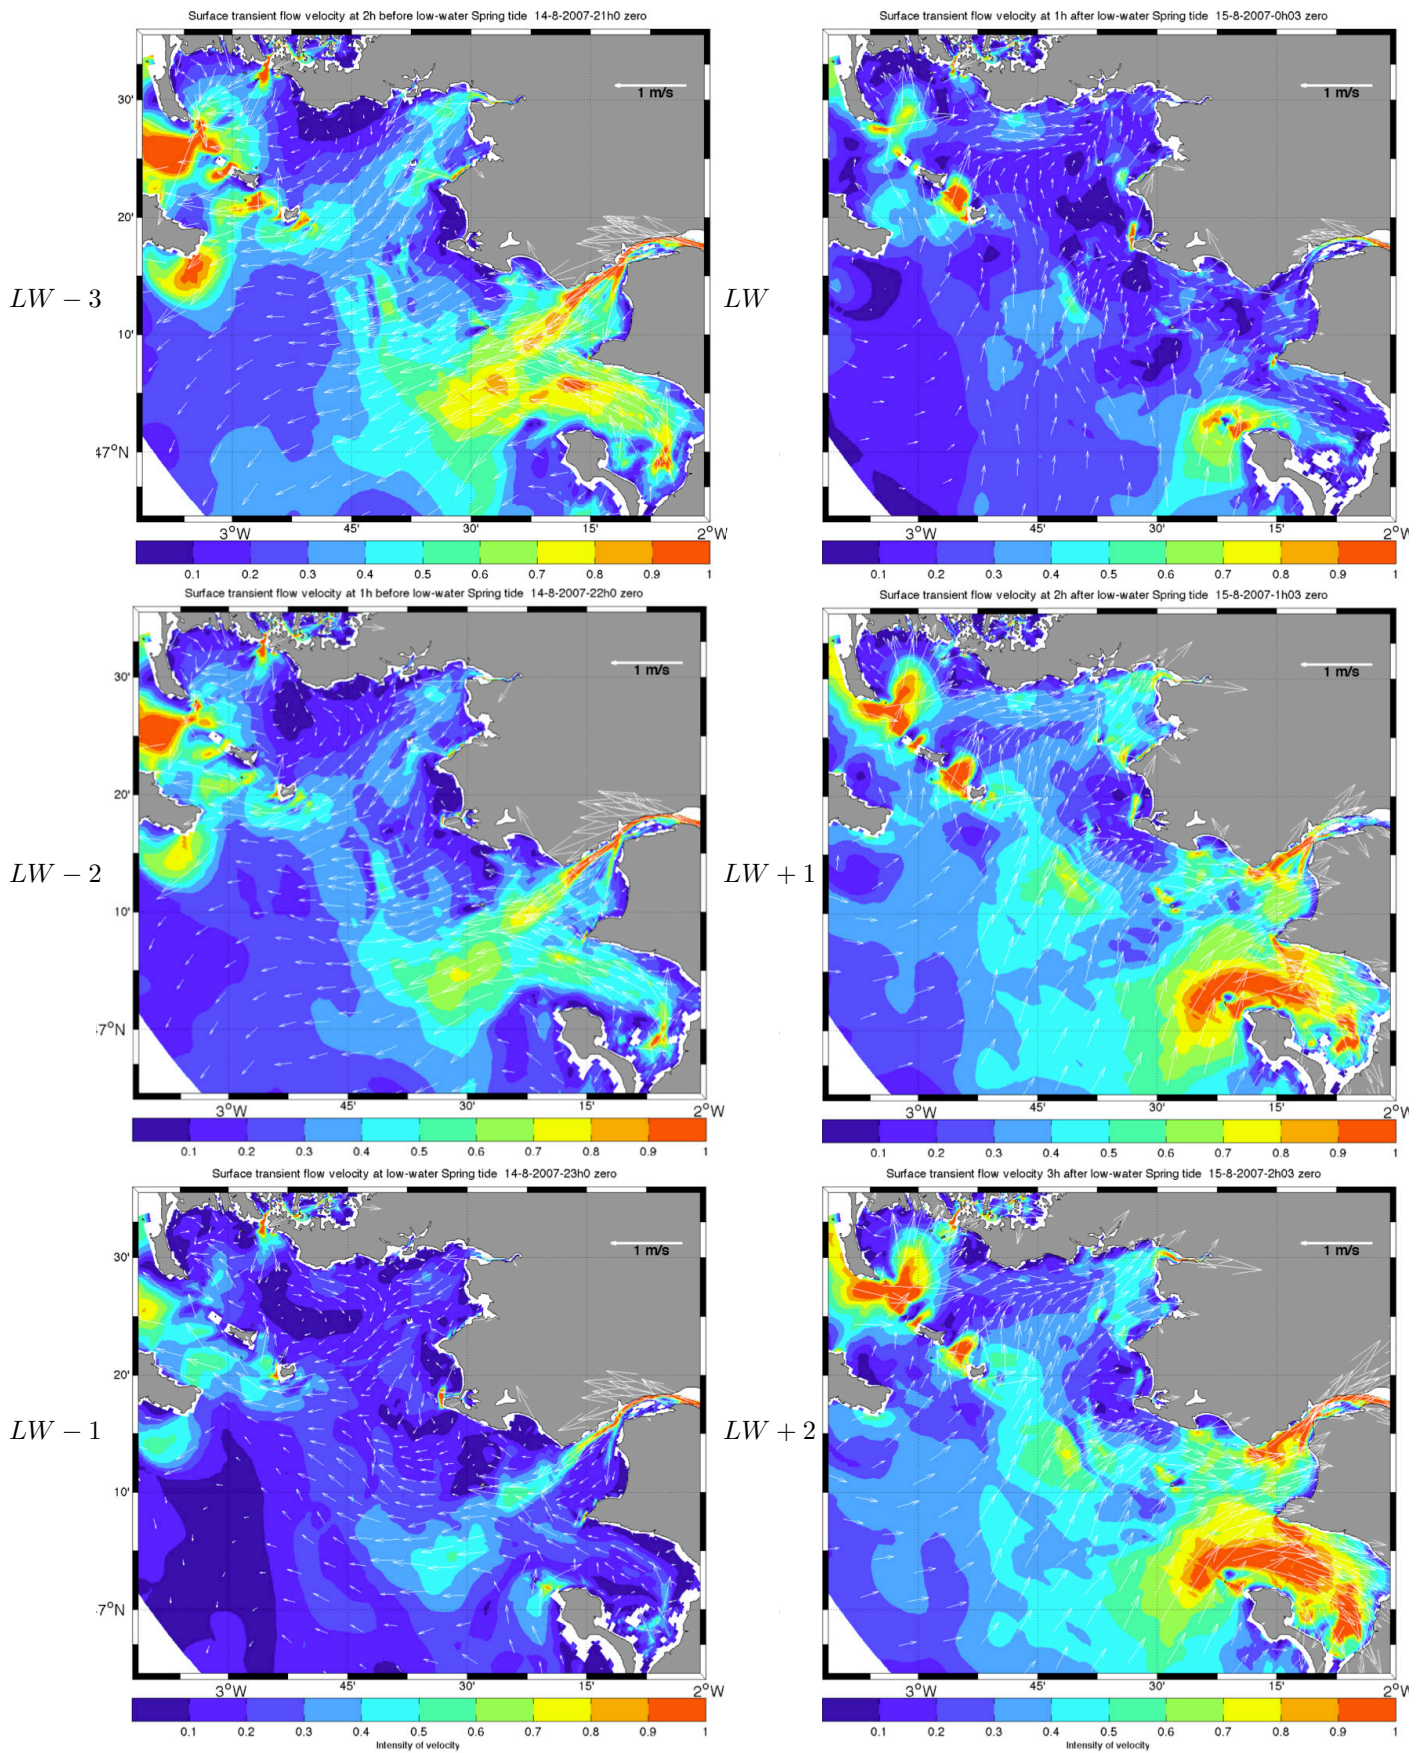 Surface transient flow velocity at 2h before low-water Spring tide 14-8-2007-21h0 zero
1 m/s
30'
20'
LW − 3
10'
47°N
3°W 45' 30' 15' 2°W
0.1 0.2 0.3 0.4 0.5 0.6 0.7 0.8 0.9 1
Surface transient flow velocity at 1h after low-water Spring tide 15-8-2007-0h03 zero
1 m/s
LW
3°W 45' 30' 15' 2°W
0.1 0.2 0.3 0.4 0.5 0.6 0.7 0.8 0.9 1
Surface transient flow velocity at 1h before low-water Spring tide 14-8-2007-22h0 zero
1 m/s
30'
20'
LW − 2
10'
7°N
3°W 45' 30' 15' 2°W
0.1 0.2 0.3 0.4 0.5 0.6 0.7 0.8 0.9 1
Surface transient flow velocity at 2h after low-water Spring tide 15-8-2007-1h03 zero
1 m/s
LW + 1
3°W 45' 30' 15' 2°W
0.1 0.2 0.3 0.4 0.5 0.6 0.7 0.8 0.9 1
Surface transient flow velocity at low-water Spring tide 14-8-2007-23h0 zero
1 m/s
30'
20'
LW − 1
10'
7°N
3°W 45' 30' 15' 2°W
0.1 0.2 0.3 0.4 0.5 0.6 0.7 0.8 0.9 1
Intensity of velocity
Surface transient flow velocity 3h after low-water Spring tide 15-8-2007-2h03 zero
1 m/s
LW + 2
3°W 45' 30' 15' 2°W
0.1 0.2 0.3 0.4 0.5 0.6 0.7 0.8 0.9 1
Intensity of velocity